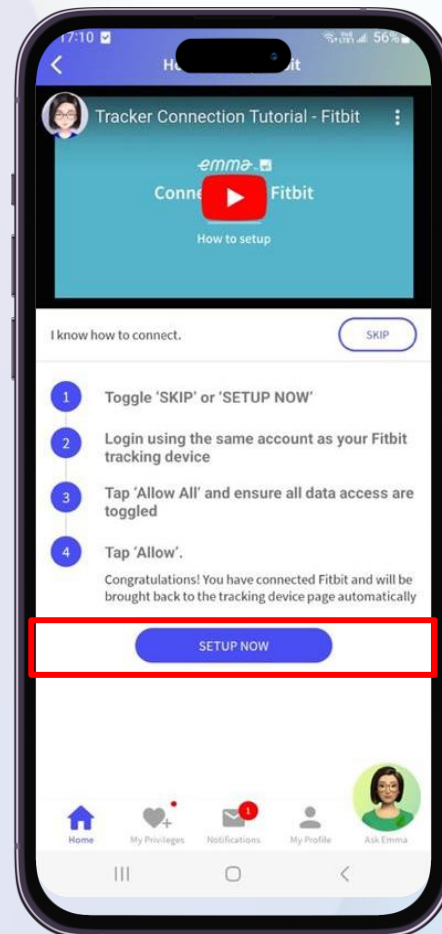 17:10 56%
Tracker Connection Tutorial - Fitbit
emma
Fitbit
How to setup
I know how to connect.
SKIP
1 Toggle ‘SKIP’ or ‘SETUP NOW’
2 Login using the same account as your Fitbit
tracking device
3 Tap ‘Allow All’ and ensure all data access are
toggled
4 Tap ‘Allow’.
Congratulations! You have connected Fitbit and will be
brought back to the tracking device page automatically
SETUP NOW
1
Home My Privileges Notifications My Profile Ask Emma